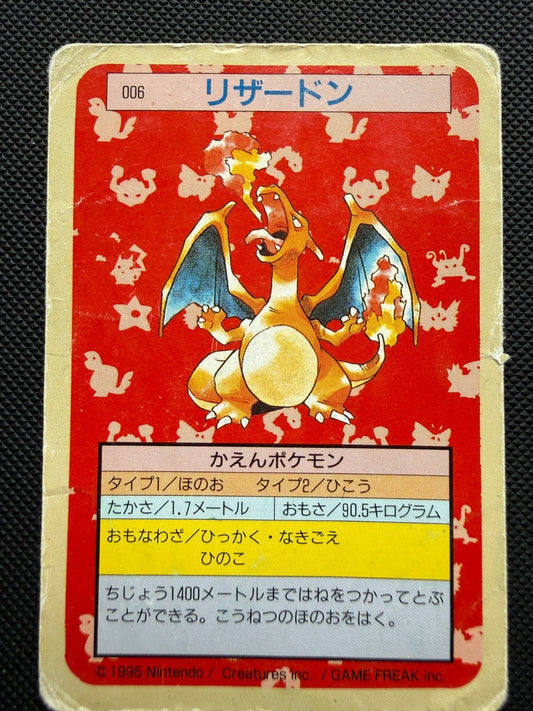 006
リザードン
かえんポケモン
タイプ1/ほのお タイプ2/ひこう
たかさ/1.7メートル おもさ/90.5キログラム
おもなわざ/ひっかく・なきごえ
ひのこ
ちじょう1400メートルまではねをつかってとぶ
ことができる。こうねつのほのおをはく。
© 1995 Nintendo / Creatures inc. / GAME FREAK inc.